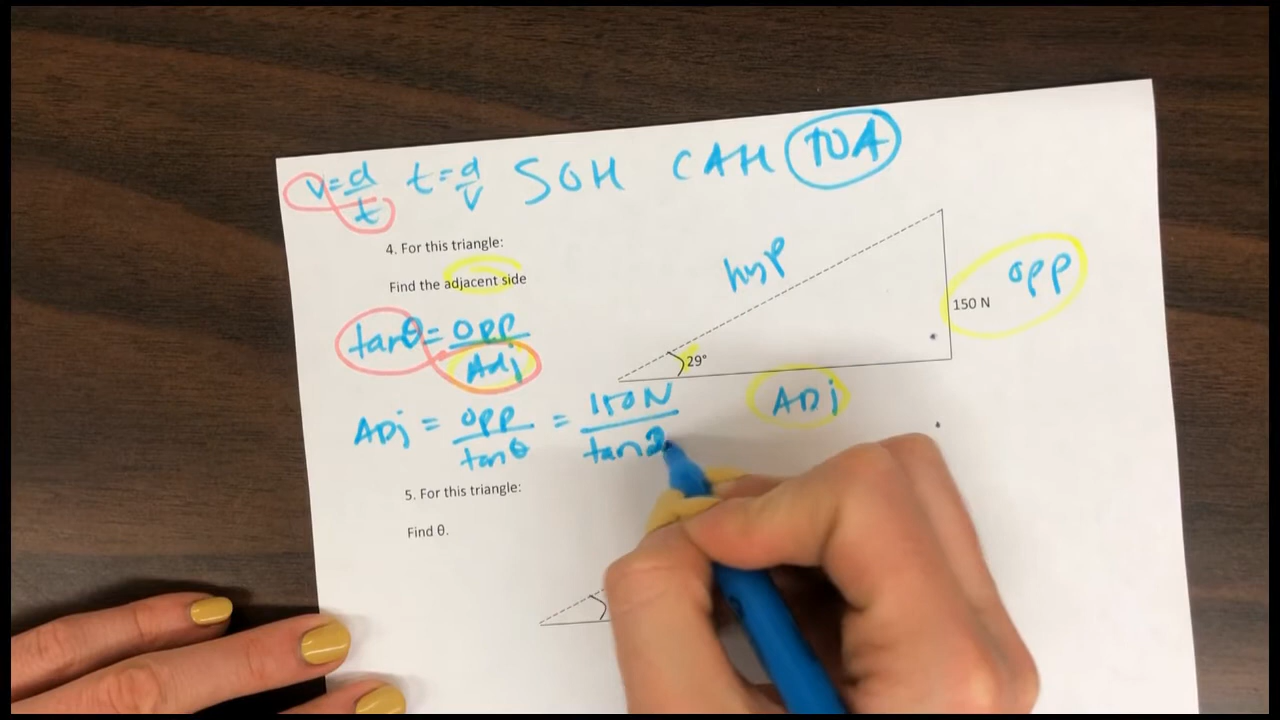 v=d/t t=d/v SOH CAH TOA
4. For this triangle:
Find the adjacent side
hyp
opp
150 N
29°
tanθ=opp/Adj
ADj
ADj = opp/tanθ = 150N/tan2
5. For this triangle:
Find θ.